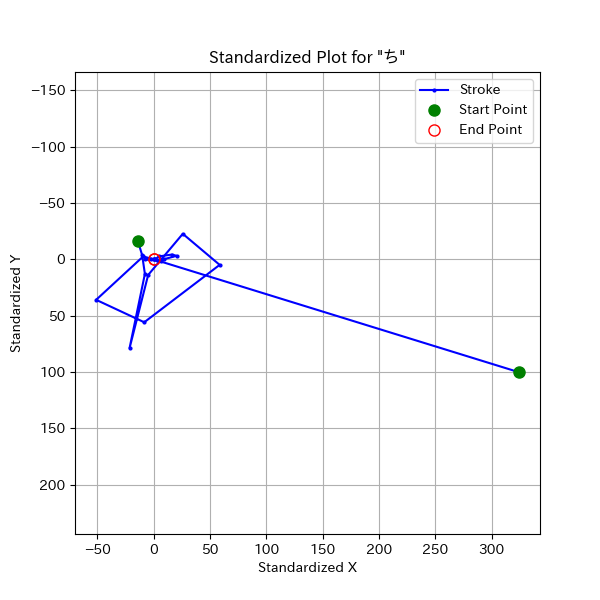 Standardized Plot for "ち"
Stroke
Start Point
End Point
Standardized Y
−150
−100
−50
0
50
100
150
200
−50
0
50
100
150
200
250
300
Standardized X